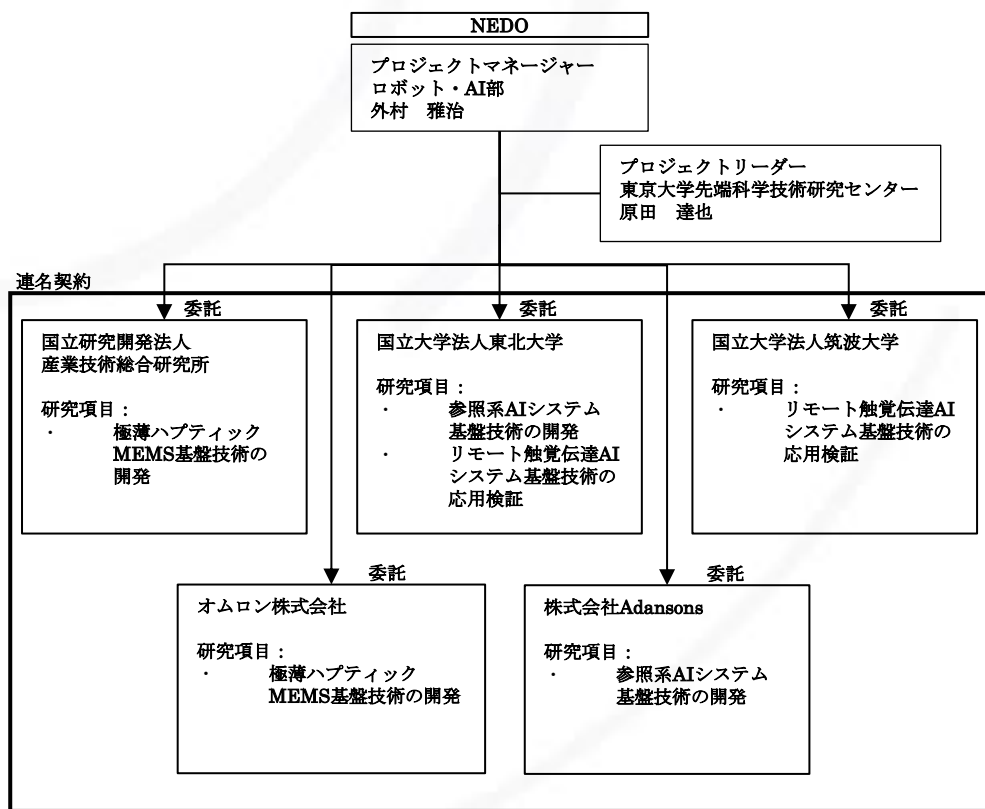 NEDO
プロジェクトマネージャー
ロボット・AI部
外村　雅治
プロジェクトリーダー
東京大学先端科学技術研究センター
原田　達也
連名契約
委託
国立研究開発法人
産業技術総合研究所
研究項目：
・　極薄ハプティック
MEMS基盤技術の
開発
委託
国立大学法人東北大学
研究項目：
・　参照系AIシステム
基盤技術の開発
・　リモート触覚伝達AI
システム基盤技術の
応用検証
委託
国立大学法人筑波大学
研究項目：
・　リモート触覚伝達AI
システム基盤技術の
応用検証
委託
オムロン株式会社
研究項目：
・　極薄ハプティック
MEMS基盤技術の開発
委託
株式会社Adansons
研究項目：
・　参照系AIシステム
基盤技術の開発